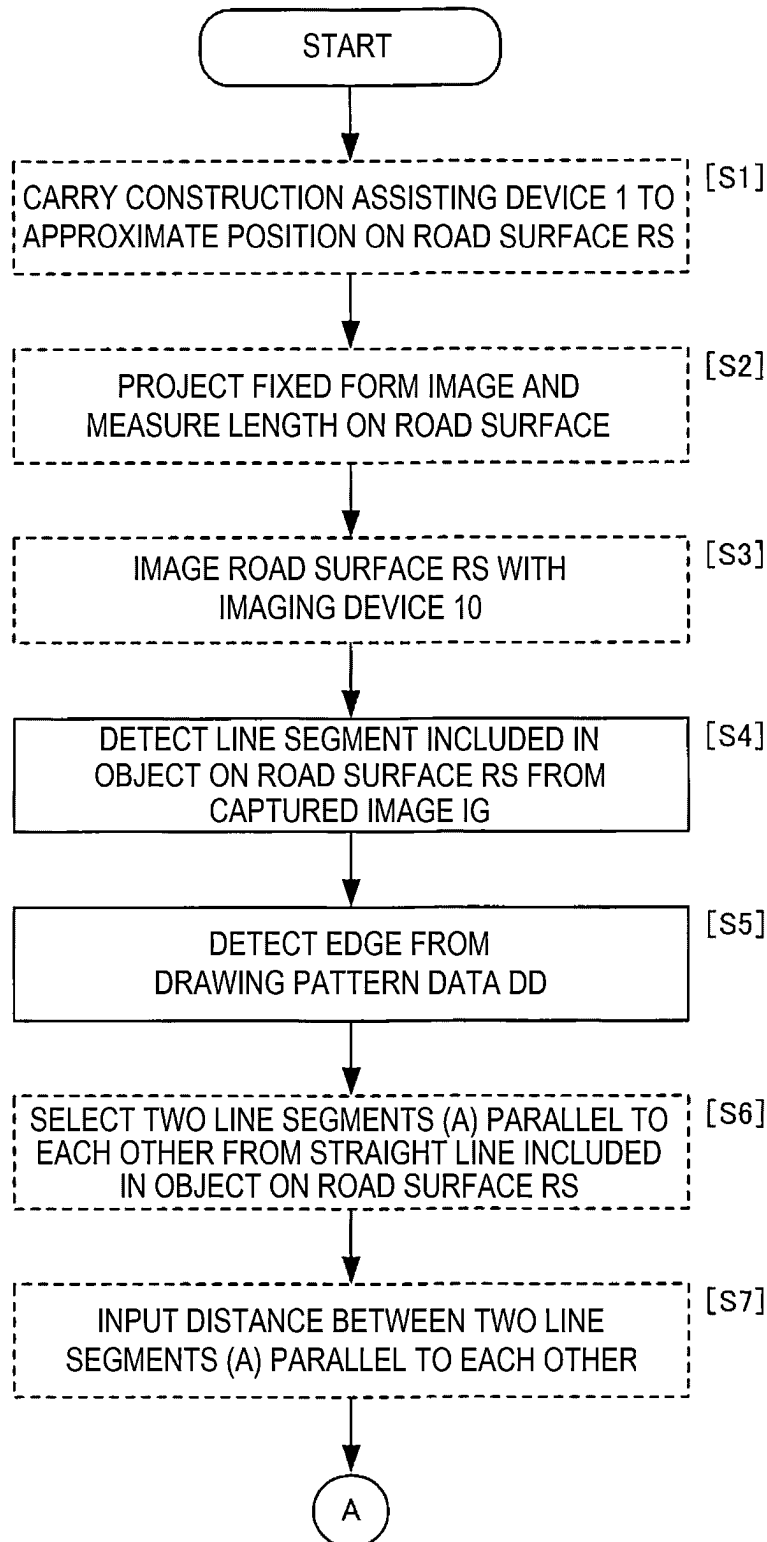 START
[S1]
CARRY CONSTRUCTION ASSISTING DEVICE 1 TO
APPROXIMATE POSITION ON ROAD SURFACE RS
[S2]
PROJECT FIXED FORM IMAGE AND
MEASURE LENGTH ON ROAD SURFACE
[S3]
IMAGE ROAD SURFACE RS WITH
IMAGING DEVICE 10
[S4]
DETECT LINE SEGMENT INCLUDED IN
OBJECT ON ROAD SURFACE RS FROM
CAPTURED IMAGE IG
[S5]
DETECT EDGE FROM
DRAWING PATTERN DATA DD
[S6]
SELECT TWO LINE SEGMENTS (A) PARALLEL TO
EACH OTHER FROM STRAIGHT LINE INCLUDED
IN OBJECT ON ROAD SURFACE RS
[S7]
INPUT DISTANCE BETWEEN TWO LINE
SEGMENTS (A) PARALLEL TO EACH OTHER
A